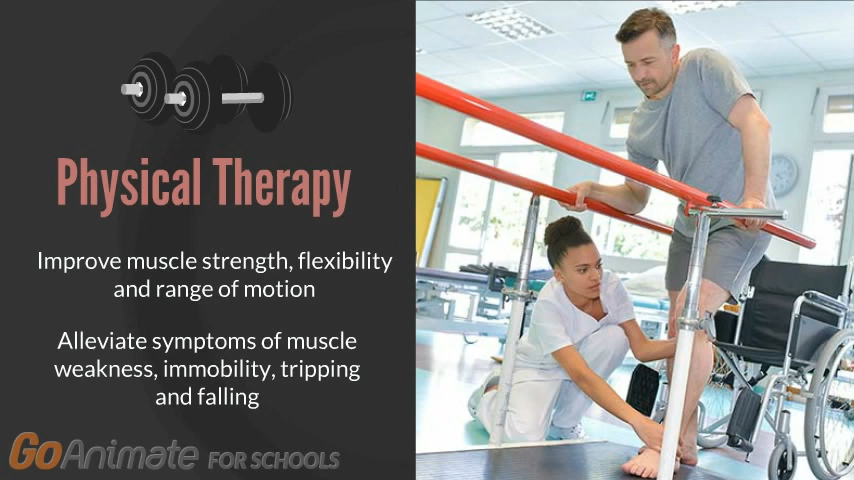 Physical Therapy
Improve muscle strength, flexibility
and range of motion
Alleviate symptoms of muscle
weakness, immobility, tripping
and falling
GoAnimate FOR SCHOOLS